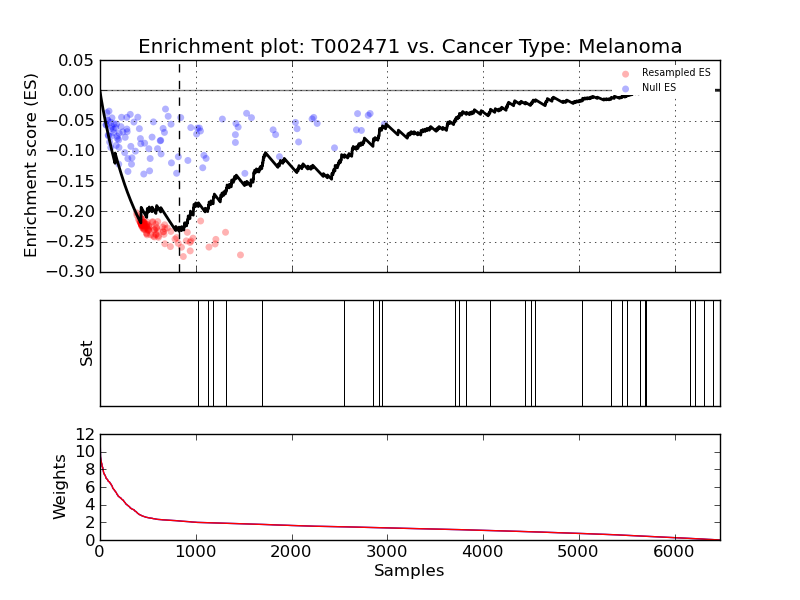 Enrichment plot: T002471 vs. Cancer Type: Melanoma
0.05
0.00
−0.05
−0.10
−0.15
−0.20
−0.25
−0.30
Enrichment score (ES)
Resampled ES
Null ES
Set
12
10
8
6
4
2
0
Weights
0 1000 2000 3000 4000 5000 6000
Samples